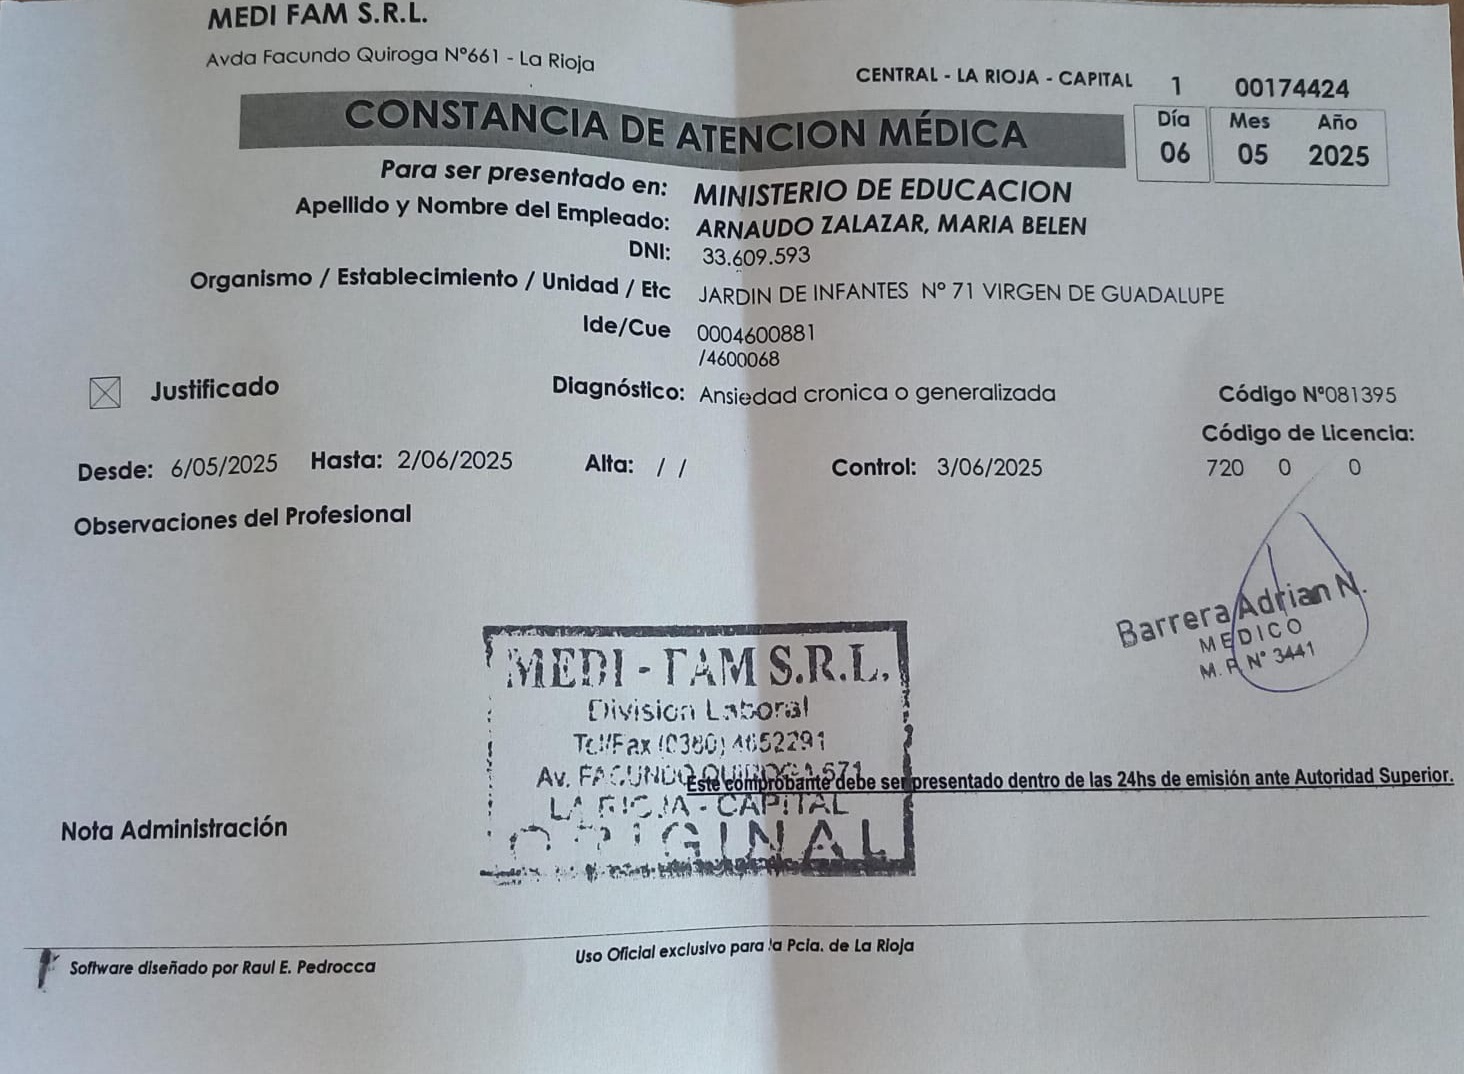 MEDI FAM S.R.L.
Avda Facundo Quiroga Nº661 - La Rioja
CENTRAL - LA RIOJA - CAPITAL 1 00174424
CONSTANCIA DE ATENCION MÉDICA
Día Mes Año
06 05 2025
Para ser presentado en: MINISTERIO DE EDUCACION
Apellido y Nombre del Empleado: ARNAUDO ZALAZAR, MARIA BELEN
DNI: 33.609.593
Organismo / Establecimiento / Unidad / Etc JARDIN DE INFANTES Nº 71 VIRGEN DE GUADALUPE
Ide/Cue 0004600881
/4600068
Justificado Diagnóstico: Ansiedad cronica o generalizada Código Nº081395
Código de Licencia:
Desde: 6/05/2025 Hasta: 2/06/2025 Alta: / / Control: 3/06/2025 720 0 0
Observaciones del Profesional
Barrera Adrian N.
MEDICO
M. P. N° 3441
MEDI - FAM S.R.L.
Division Laboral
Tel/Fax (0380) 4652291
Av. FACUNDO QUIROGA 671
LA RIOJA - CAPITAL
ORIGINAL
Este comprobante debe ser presentado dentro de las 24hs de emisión ante Autoridad Superior.
Nota Administración
Software diseñado por Raul E. Pedrocca
Uso Oficial exclusivo para la Pcia. de La Rioja